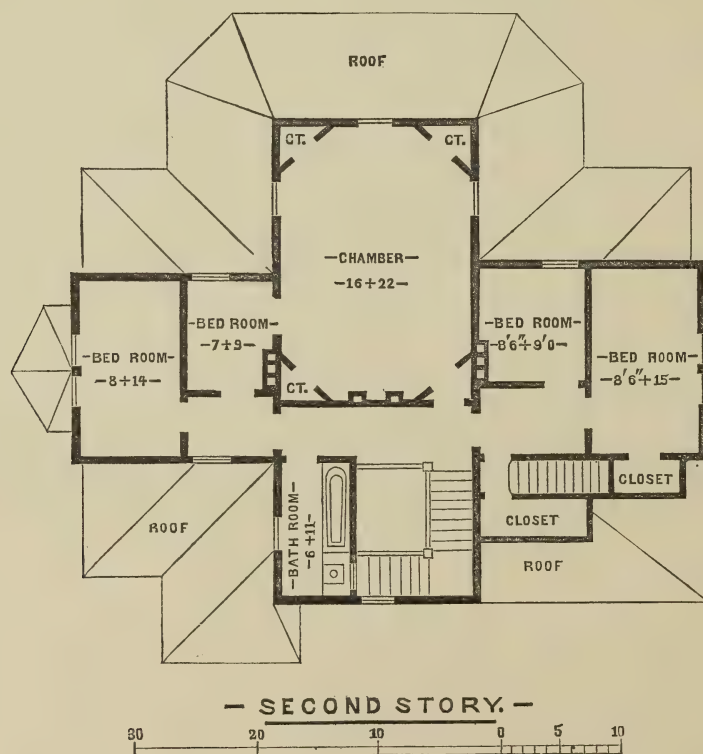 ROOF
CT.
CT.
—CHAMBER—
—16+22—
—BED ROOM—
—7+9—
—BED ROOM—
—8'6"+9'0—
—BED ROOM—
—8+14—
—BED ROOM—
—8'6"+15—
CT.
CLOSET
CLOSET
ROOF
—BATH ROOM—
—6+11—
ROOF
— SECOND STORY. —
30 20 10 0 5 10